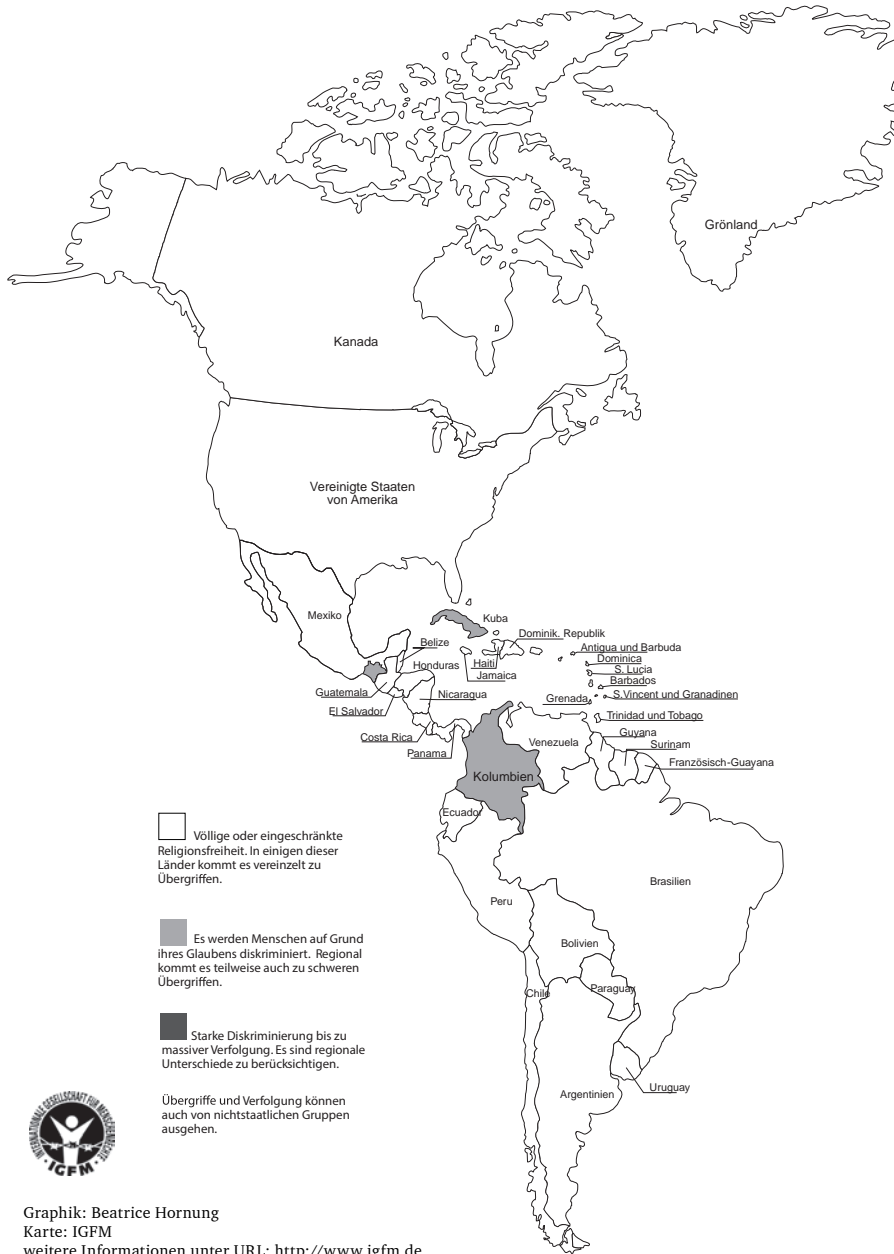 Grönland
Kanada
Vereinigte Staaten
von Amerika
Mexiko
Kuba
Dominik. Republik
Belize
Haiti
Jamaica
Antigua und Barbuda
Dominica
S. Lucia
Barbados
S.Vincent und Granadinen
Grenada
Trinidad und Tobago
Honduras
Guatemala
Nicaragua
El Salvador
Costa Rica
Panama
Venezuela
Guyana
Surinam
Französisch-Guayana
Kolumbien
Ecuador
Brasilien
Peru
Bolivien
Chile
Paraguay
Argentinien
Uruguay
Völlige oder eingeschränkte
Religionsfreiheit. In einigen dieser
Länder kommt es vereinzelt zu
Übergriffen.
Es werden Menschen auf Grund
ihres Glaubens diskriminiert. Regional
kommt es teilweise auch zu schweren
Übergriffen.
Starke Diskriminierung bis zu
massiver Verfolgung. Es sind regionale
Unterschiede zu berücksichtigen.
Übergriffe und Verfolgung können
auch von nichtstaatlichen Gruppen
ausgehen.
INTERNATIONALE GESELLSCHAFT FÜR MENSCHENRECHTE
IGFM
Graphik: Beatrice Hornung
Karte: IGFM
weitere Informationen unter URL: http://www.igfm.de